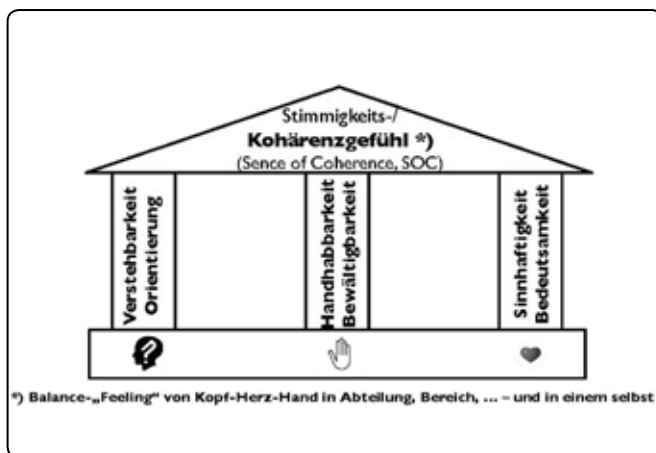 Stimmigkeits-/
Kohärenzgefühl *)
(Sence of Coherence, SOC)
Verstehbarkeit
Orientierung
Handhabbarkeit
Bewältigbarkeit
Sinnhaftigkeit
Bedeutsamkeit
?
*) Balance-„Feeling“ von Kopf-Herz-Hand in Abteilung, Bereich, ... – und in einem selbst